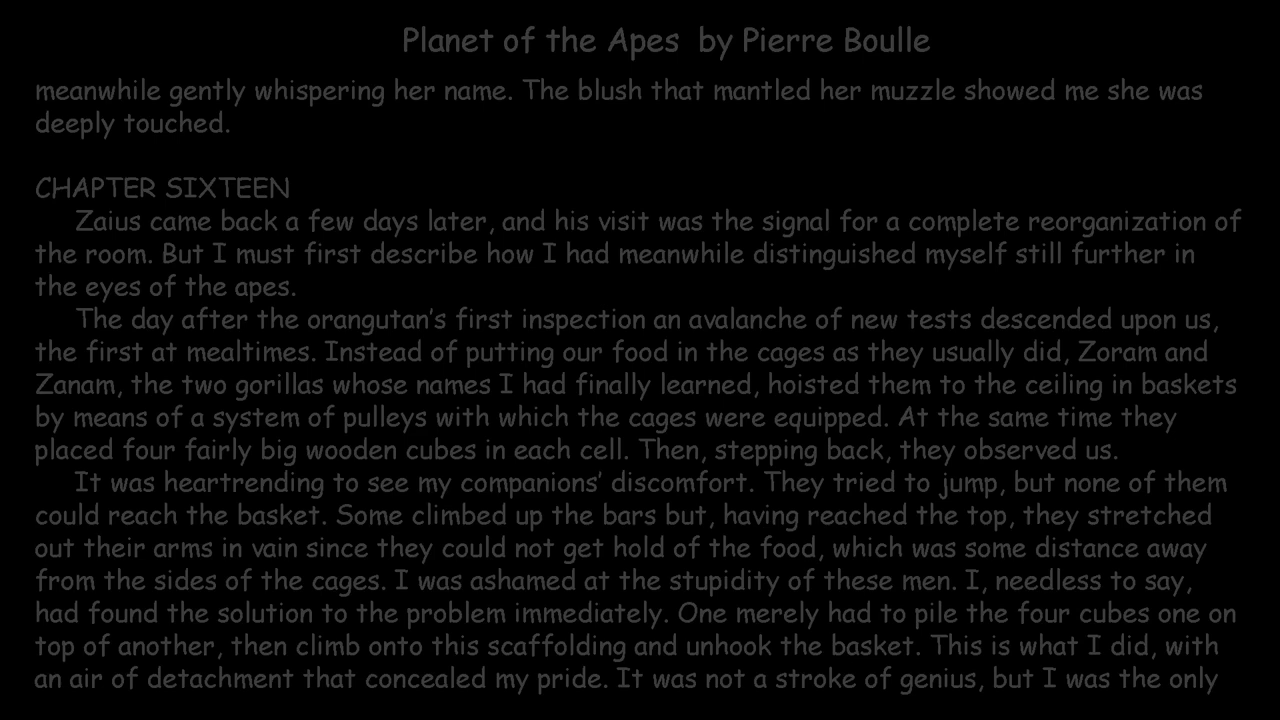 Planet of the Apes  by Pierre Boulle
meanwhile gently whispering her name. The blush that mantled her muzzle showed me she was
deeply touched.
CHAPTER SIXTEEN
Zaius came back a few days later, and his visit was the signal for a complete reorganization of
the room. But I must first describe how I had meanwhile distinguished myself still further in
the eyes of the apes.
The day after the orangutan’s first inspection an avalanche of new tests descended upon us,
the first at mealtimes. Instead of putting our food in the cages as they usually did, Zoram and
Zanam, the two gorillas whose names I had finally learned, hoisted them to the ceiling in baskets
by means of a system of pulleys with which the cages were equipped. At the same time they
placed four fairly big wooden cubes in each cell. Then, stepping back, they observed us.
It was heartrending to see my companions’ discomfort. They tried to jump, but none of them
could reach the basket. Some climbed up the bars but, having reached the top, they stretched
out their arms in vain since they could not get hold of the food, which was some distance away
from the sides of the cages. I was ashamed at the stupidity of these men. I, needless to say,
had found the solution to the problem immediately. One merely had to pile the four cubes one on
top of another, then climb onto this scaffolding and unhook the basket. This is what I did, with
an air of detachment that concealed my pride. It was not a stroke of genius, but I was the only